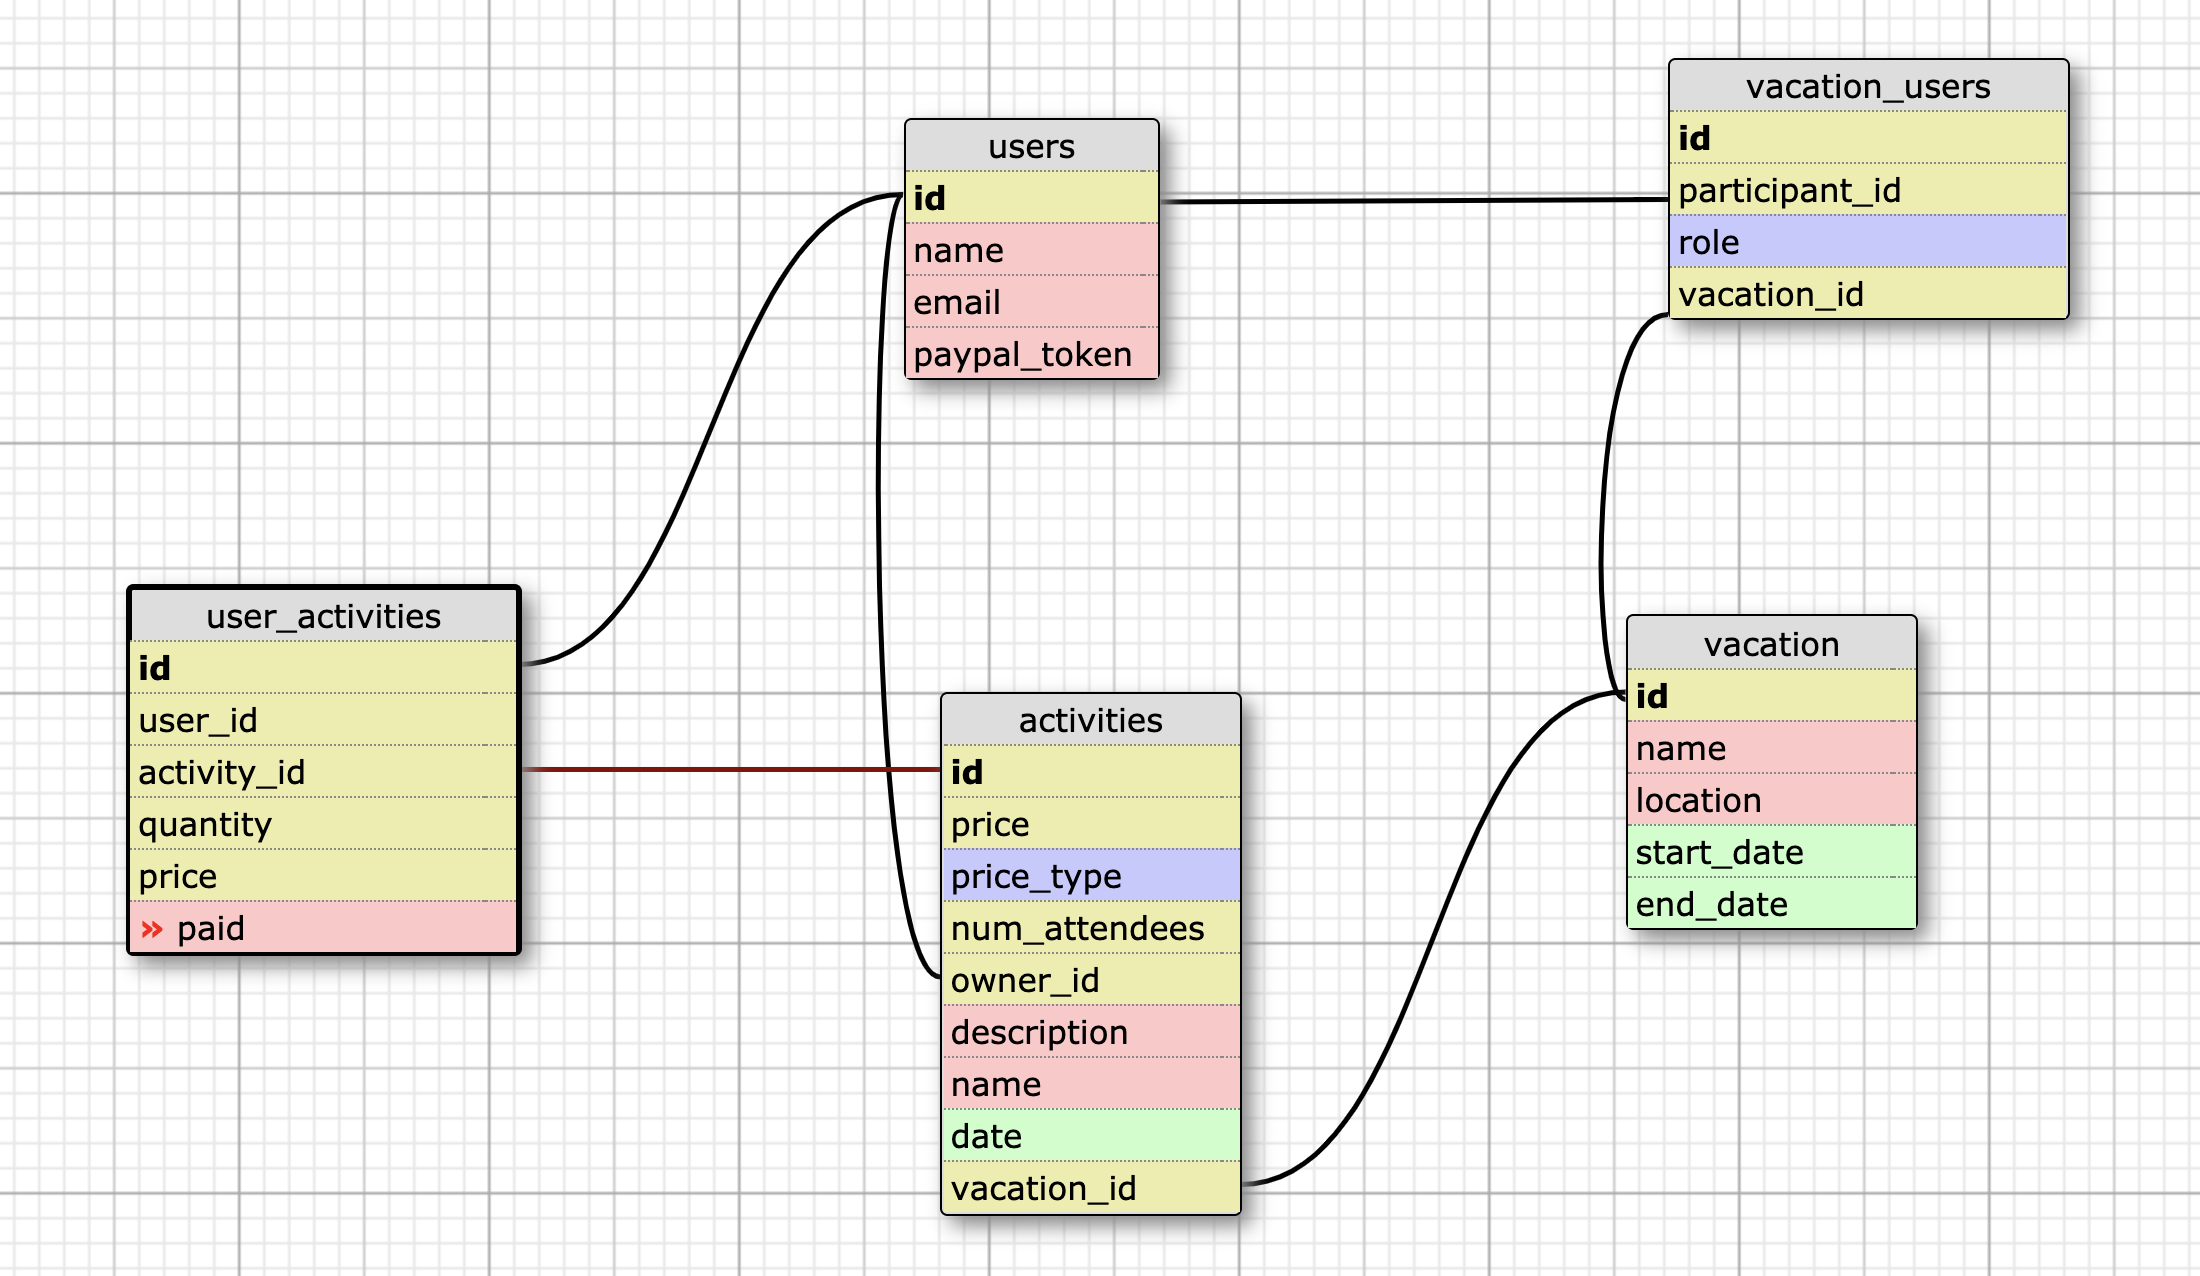 vacation_users
id
participant_id
role
vacation_id
users
id
name
email
paypal_token
user_activities
id
user_id
activity_id
quantity
price
» paid
activities
id
price
price_type
num_attendees
owner_id
description
name
date
vacation_id
vacation
id
name
location
start_date
end_date